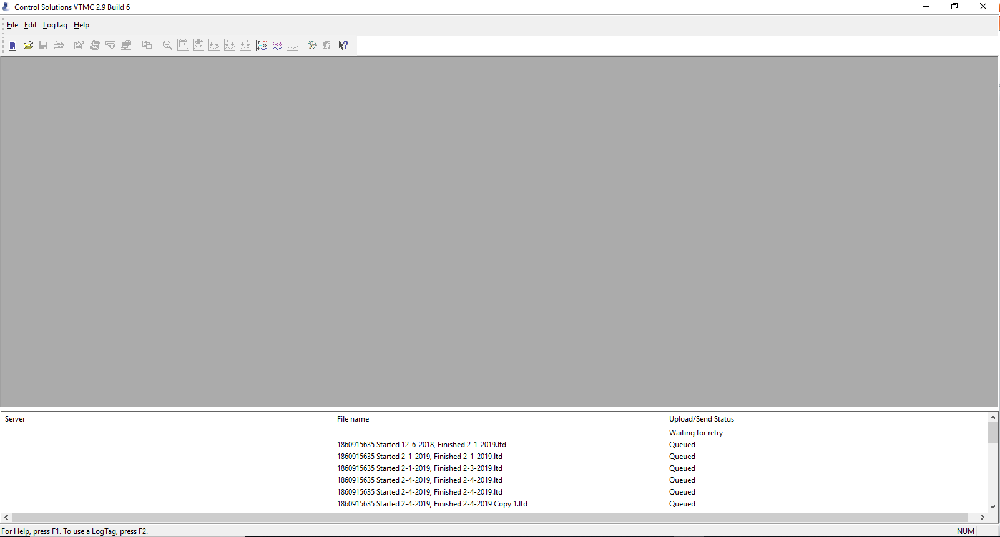 Control Solutions VTMC 2.9 Build 6
File Edit LogTag Help
18
Server File name Upload/Send Status
Waiting for retry
1860915635 Started 12-6-2018, Finished 2-1-2019.ltd Queued
1860915635 Started 2-1-2019, Finished 2-1-2019.ltd Queued
1860915635 Started 2-1-2019, Finished 2-3-2019.ltd Queued
1860915635 Started 2-4-2019, Finished 2-4-2019.ltd Queued
1860915635 Started 2-4-2019, Finished 2-4-2019.ltd Queued
1860915635 Started 2-4-2019, Finished 2-4-2019 Copy 1.ltd Queued
For Help, press F1. To use a LogTag, press F2. NUM